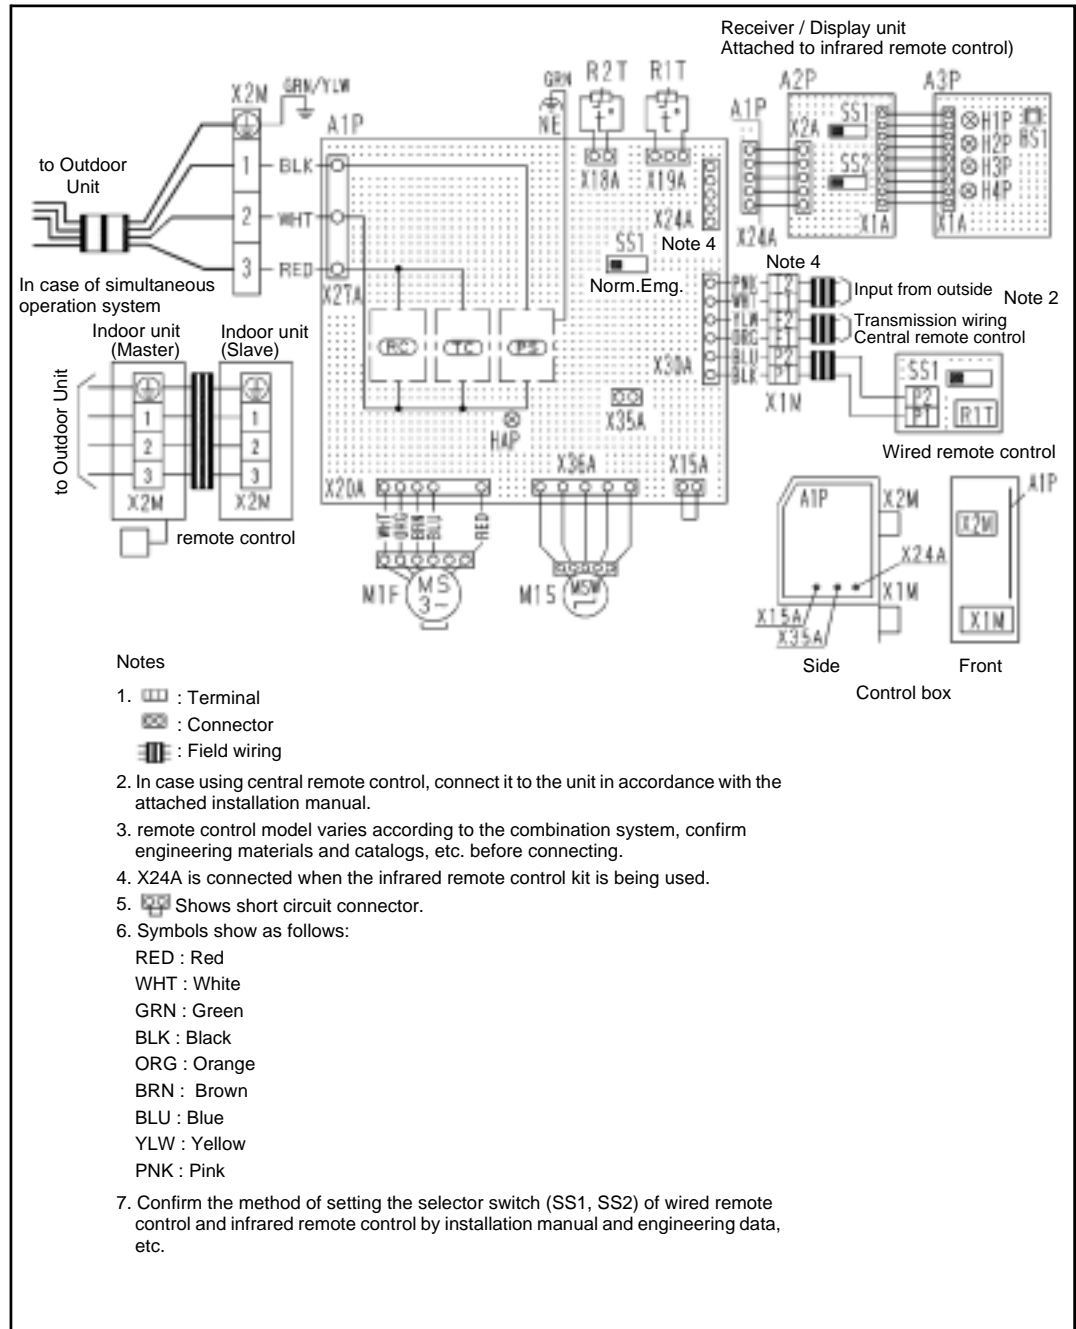 Receiver / Display unit
Attached to infrared remote control)
A2P
A3P
X2M
GRN/YLW
GRN
R2T
R1T
A1P
NE
t°
t°
A1P
SS1
X2A
SS2
X1A
H1P
H2P
H3P
H4P
BS1
X1A
to Outdoor
Unit
1
BLK
2
WHT
3
RED
X27A
X18A
X19A
X24A
Note 4
X24A
SS1
Norm.Emg.
Note 4
PNK
T2
WHT
T1
YLW
F2
ORG
F1
BLU
P2
BLK
P1
X30A
X1M
Input from outside
Note 2
Transmission wiring
Central remote control
SS1
P2
P1
R1T
Wired remote control
In case of simultaneous
operation system
Indoor unit
(Master)
Indoor unit
(Slave)
to Outdoor Unit
1
2
3
X2M
1
2
3
X2M
remote control
RC
TC
PS
HAP
X35A
X20A
X36A
X15A
WHT
ORG
BRN
BLU
RED
M1F
MS
3~
M1S
MSW
A1P
X2M
X24A
X1M
X15A
X35A
Side
A1P
X2M
X1M
Front
Control box
Notes
1. : Terminal
: Connector
: Field wiring
2. In case using central remote control, connect it to the unit in accordance with the
attached installation manual.
3. remote control model varies according to the combination system, confirm
engineering materials and catalogs, etc. before connecting.
4. X24A is connected when the infrared remote control kit is being used.
5. Shows short circuit connector.
6. Symbols show as follows:
RED : Red
WHT : White
GRN : Green
BLK : Black
ORG : Orange
BRN : Brown
BLU : Blue
YLW : Yellow
PNK : Pink
7. Confirm the method of setting the selector switch (SS1, SS2) of wired remote
control and infrared remote control by installation manual and engineering data,
etc.